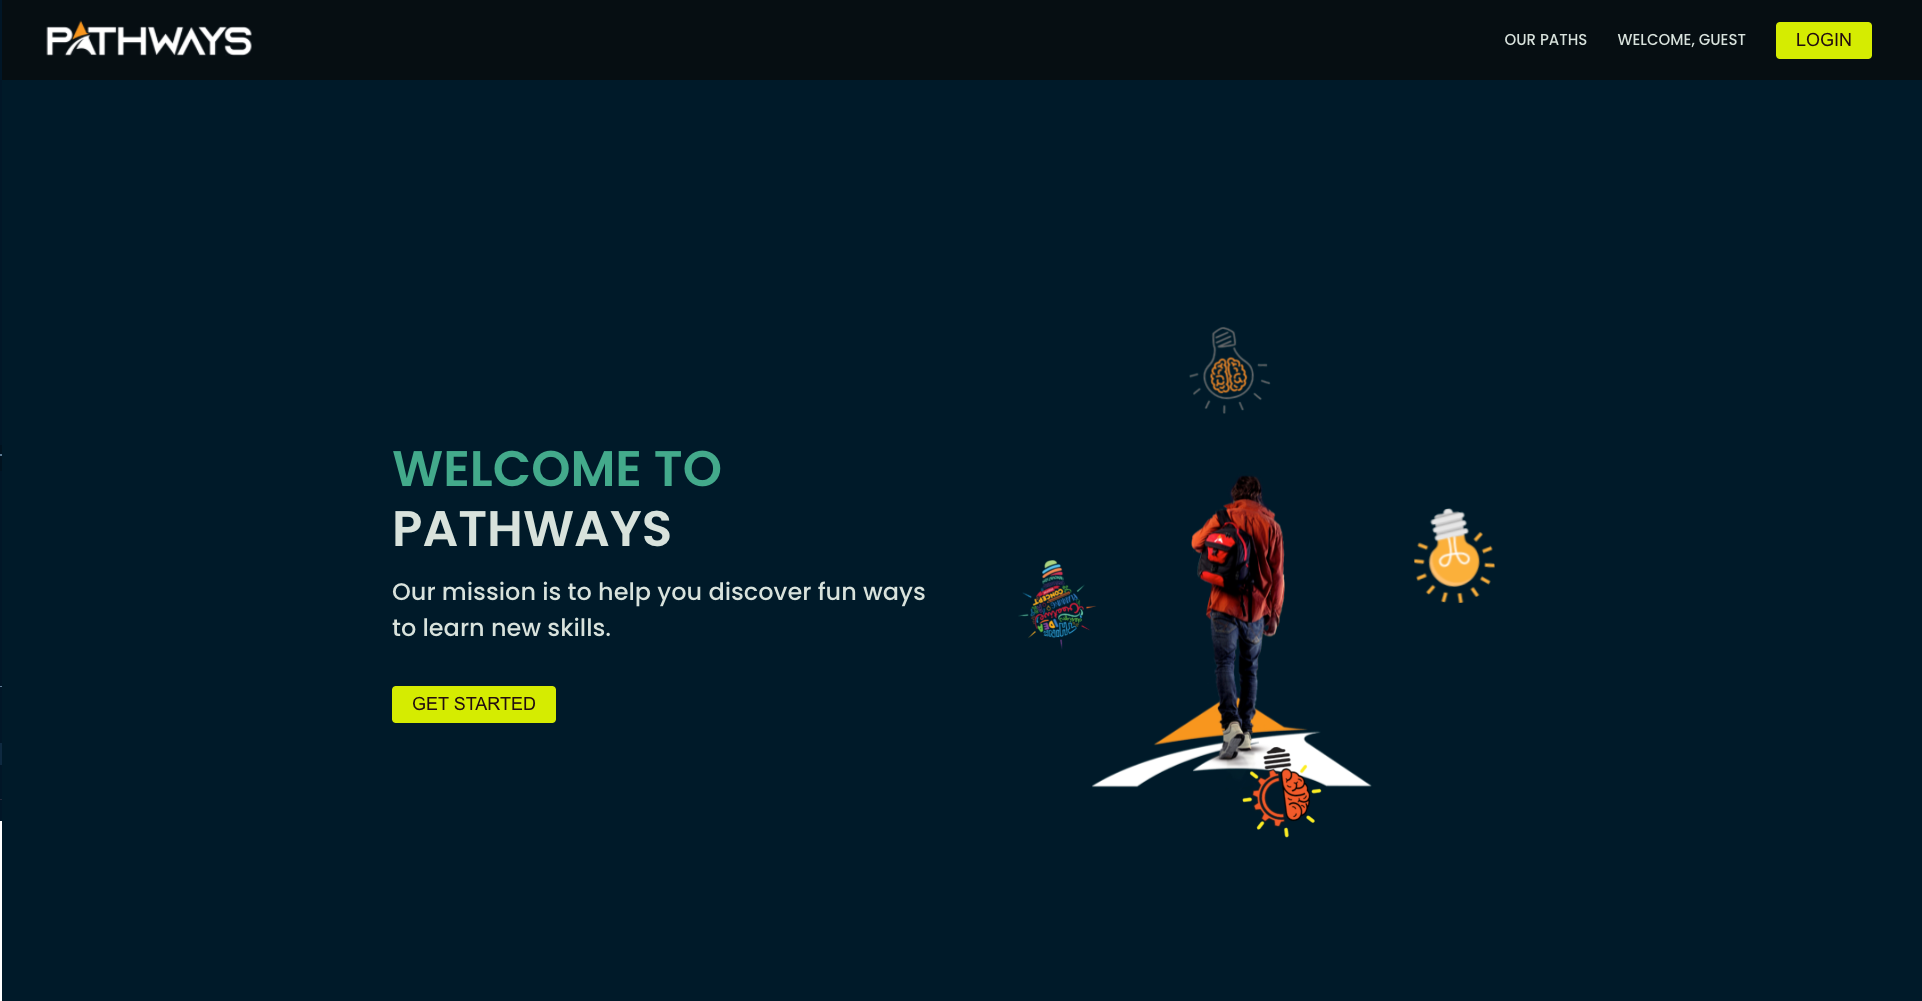 PATHWAYS
OUR PATHS
WELCOME, GUEST
LOGIN
WELCOME TO
PATHWAYS
Our mission is to help you discover fun ways
to learn new skills.
GET STARTED
CONCEPT